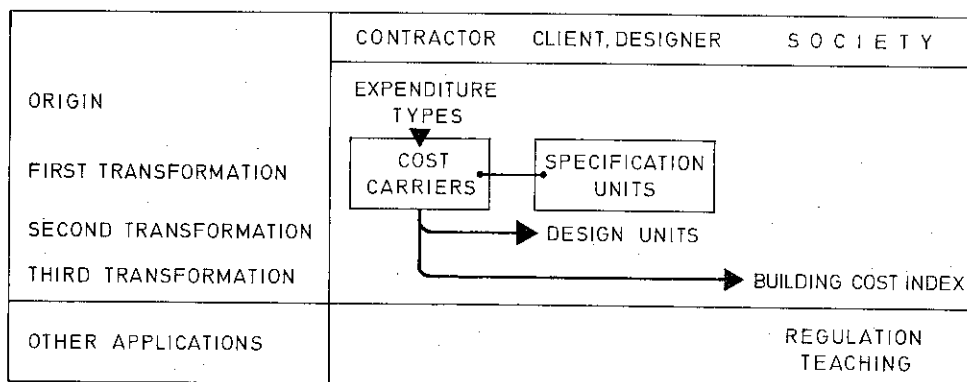 CONTRACTOR CLIENT, DESIGNER SOCIETY
ORIGIN
EXPENDITURE
TYPES
FIRST TRANSFORMATION
COST
CARRIERS
SPECIFICATION
UNITS
SECOND TRANSFORMATION
DESIGN UNITS
THIRD TRANSFORMATION
BUILDING COST INDEX
OTHER APPLICATIONS
REGULATION
TEACHING